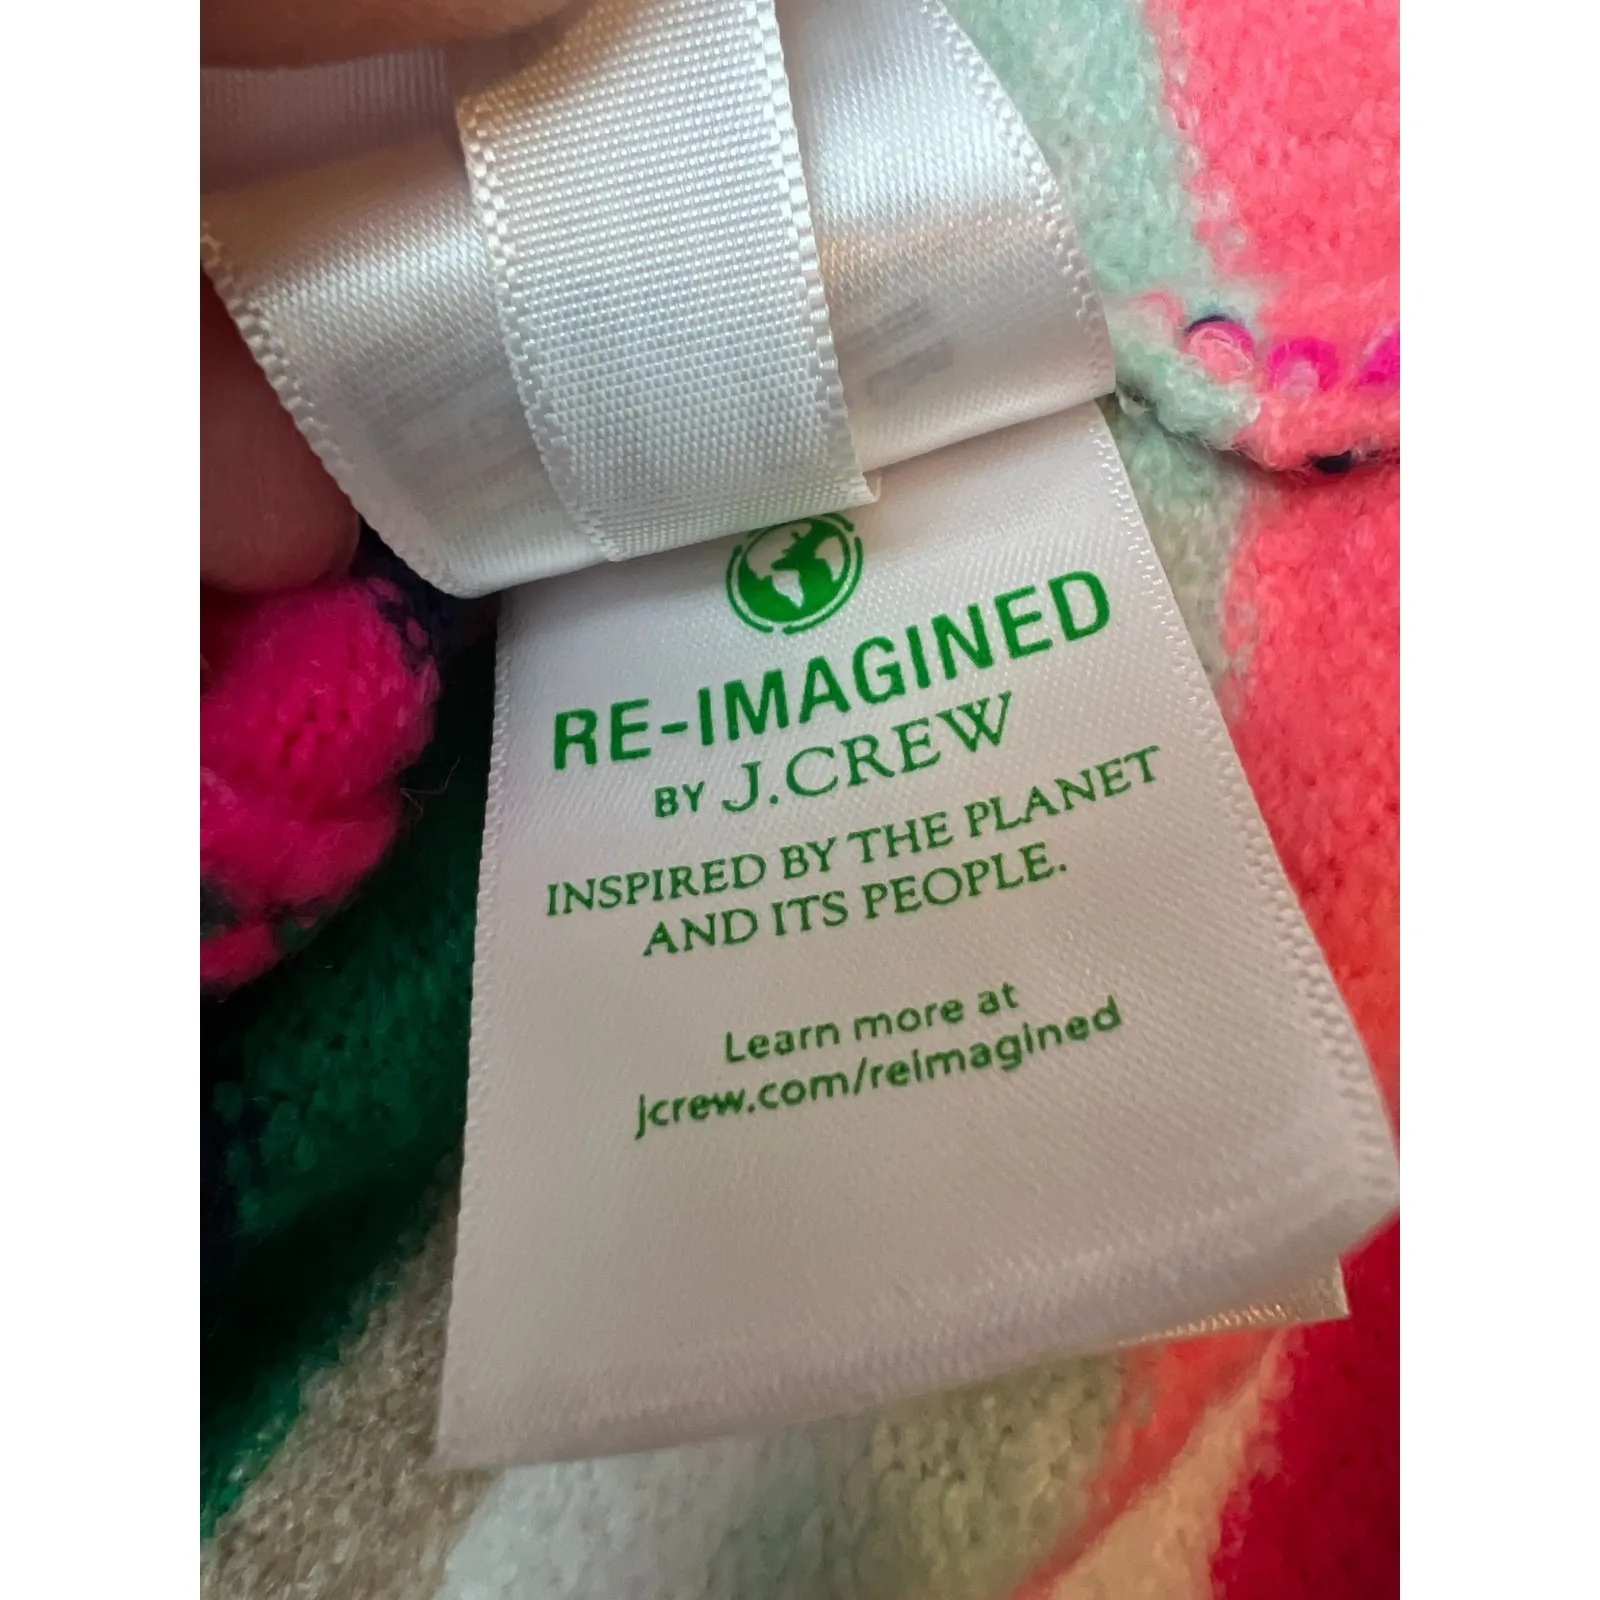 RE-IMAGINED
BY J.CREW
INSPIRED BY THE PLANET
AND ITS PEOPLE.
Learn more at
jcrew.com/reimagined